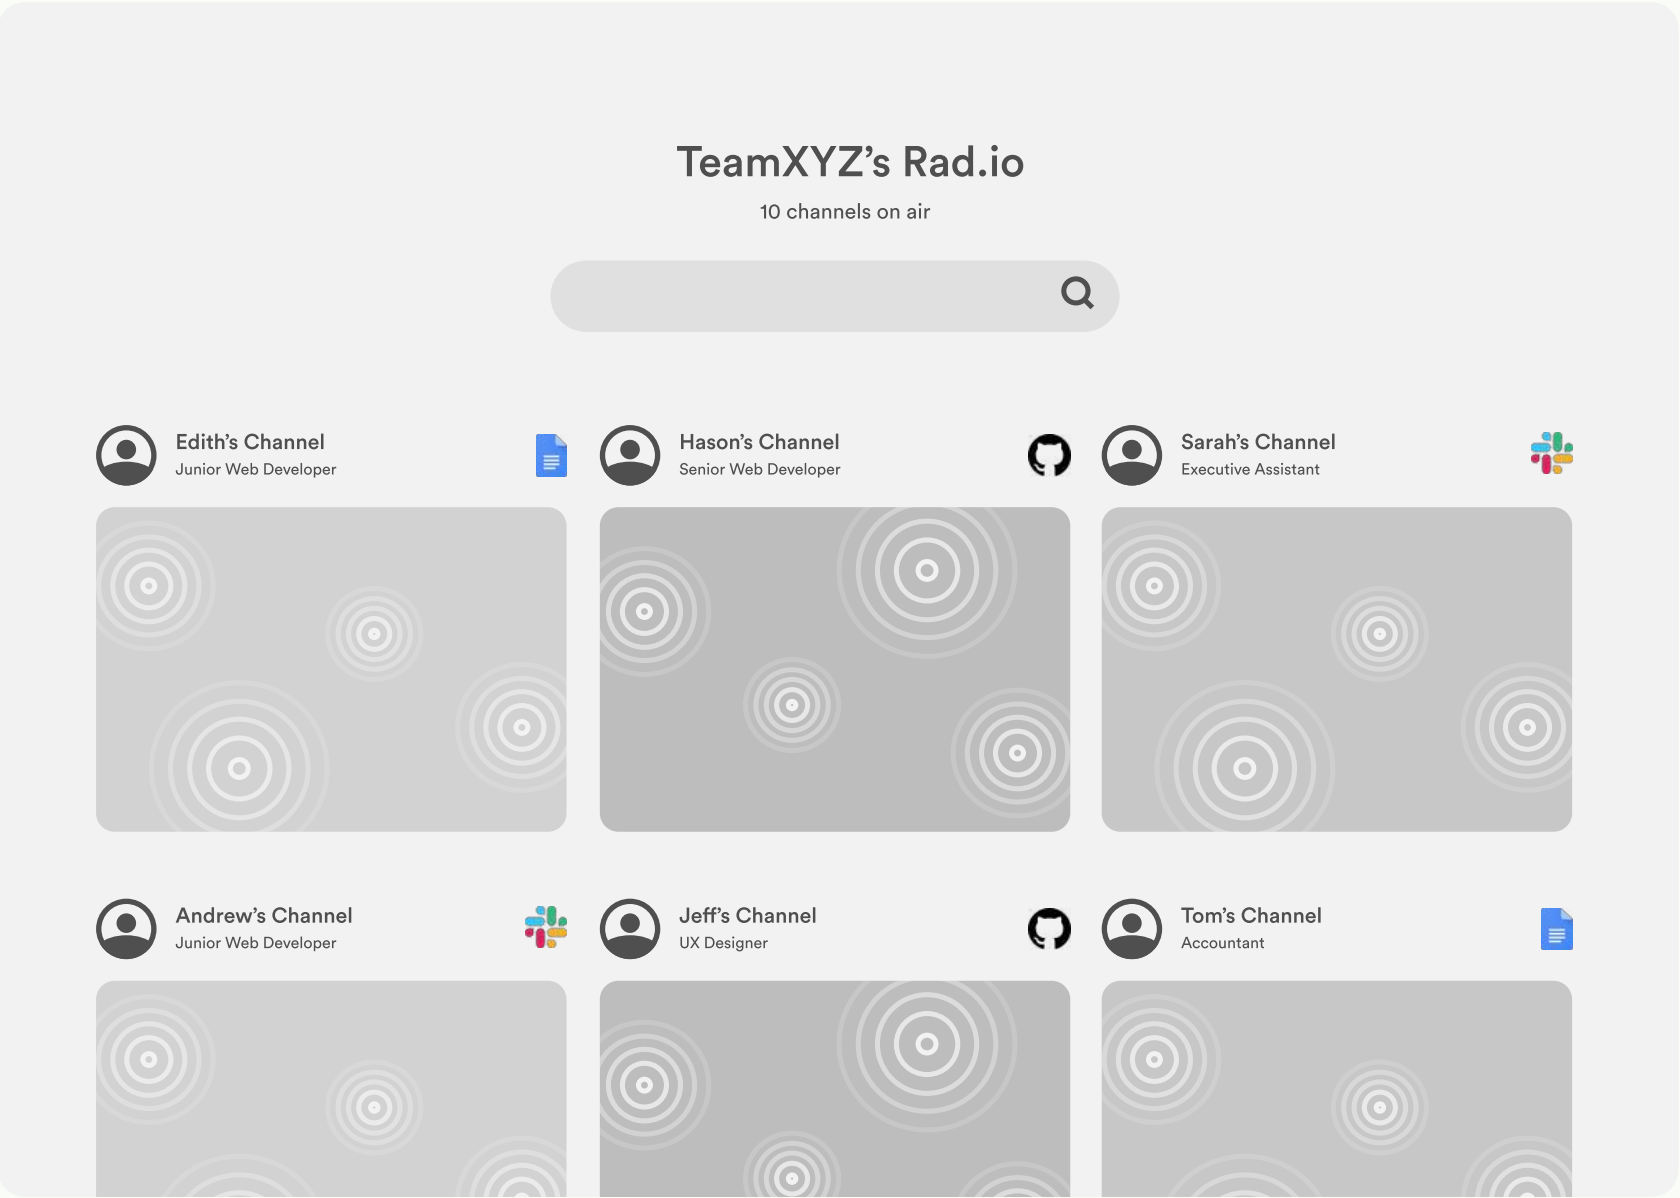 TeamXYZ’s Rad.io
10 channels on air
Edith’s Channel
Junior Web Developer
Hason’s Channel
Senior Web Developer
Sarah’s Channel
Executive Assistant
Andrew’s Channel
Junior Web Developer
Jeff’s Channel
UX Designer
Tom’s Channel
Accountant